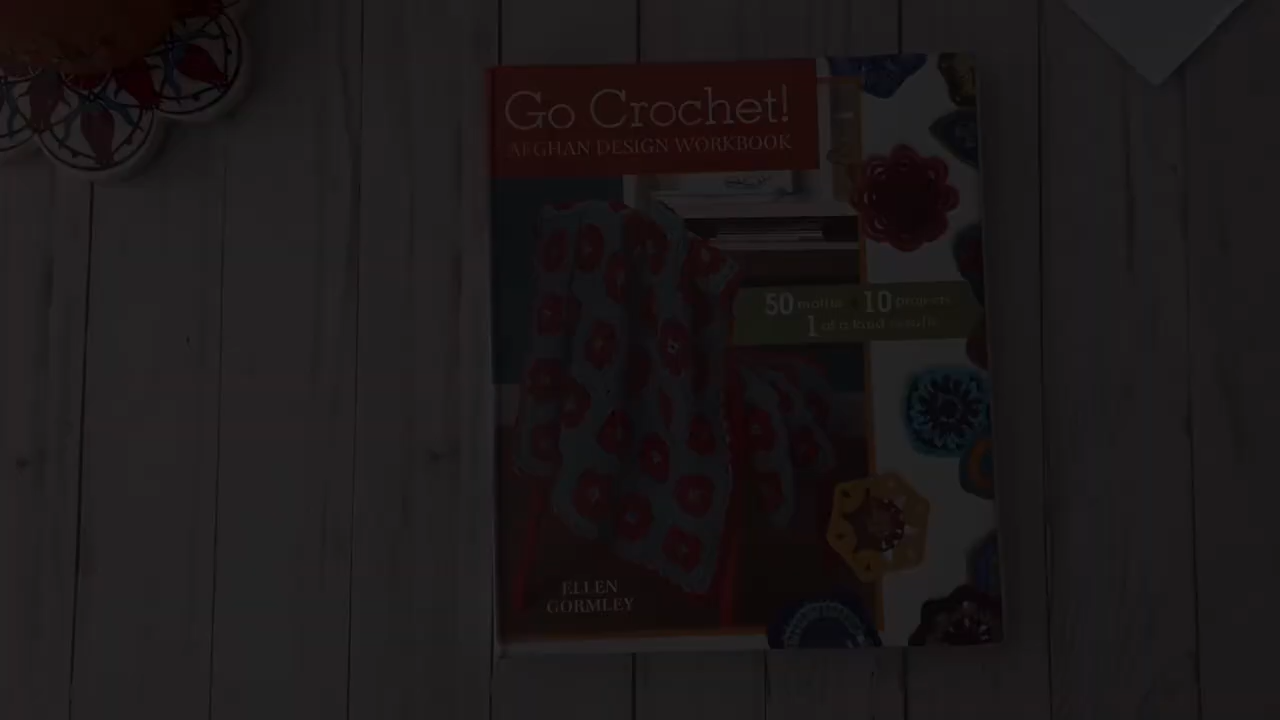 Go Crochet!
AFGHAN DESIGN WORKBOOK
50 motifs • 10 projects
1 of a kind results
ELLEN
GORMLEY